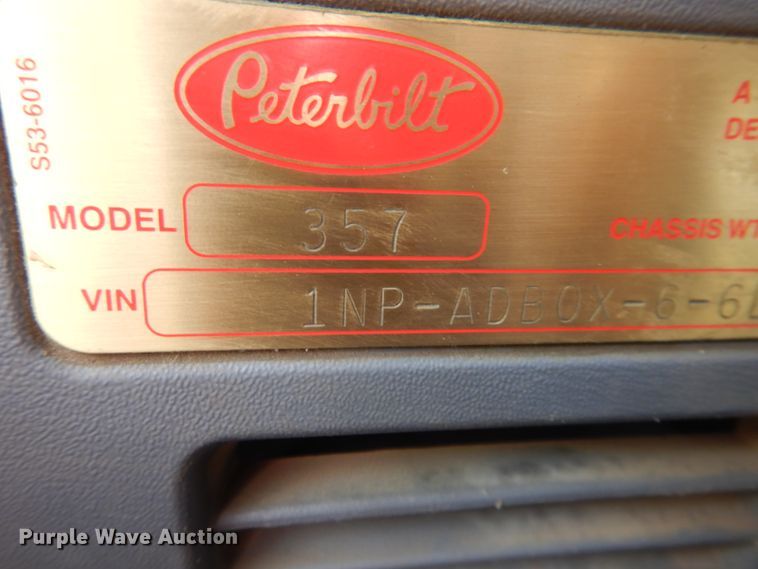 S53-6016
Peterbilt
A
DE
MODEL 357
CHASSIS WT
VIN 1NP-ADB0X-6-6
Purple Wave Auction